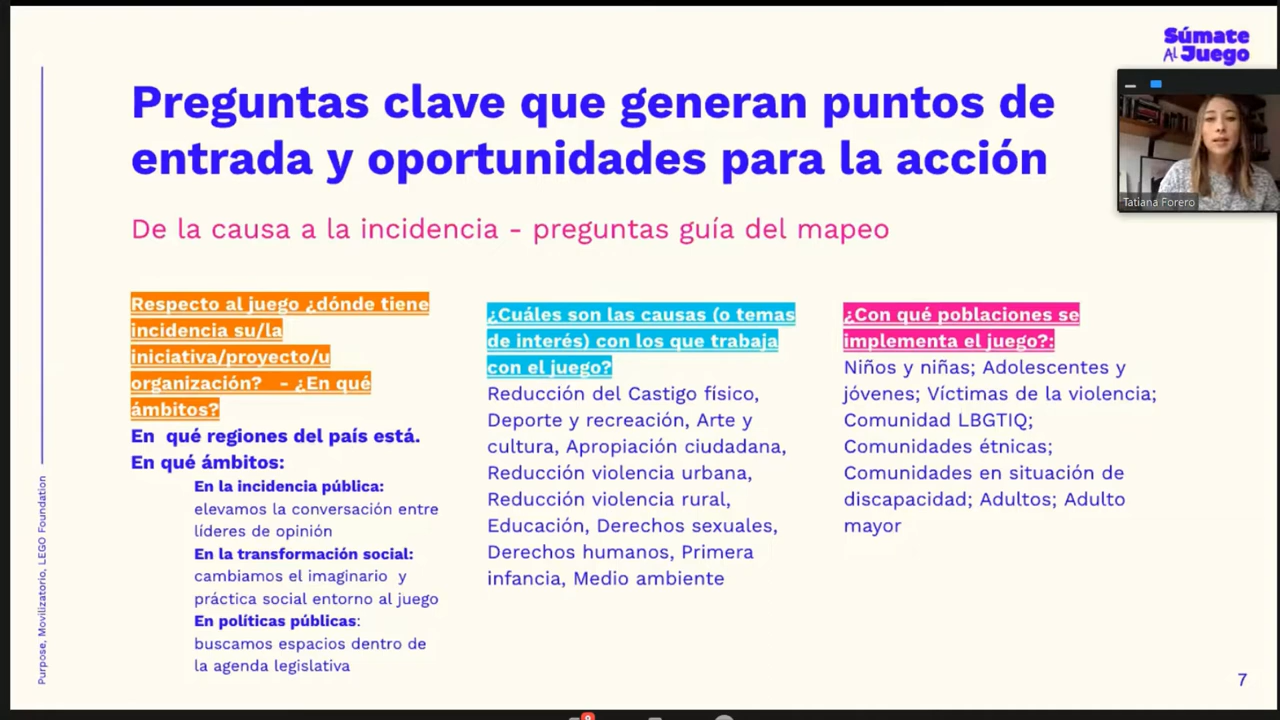 Súmate
Al Juego
Preguntas clave que generan puntos de
entrada y oportunidades para la acción
Tatiana Forero
De la causa a la incidencia - preguntas guía del mapeo
Respecto al juego ¿dónde tiene
incidencia su/la
iniciativa/proyecto/u
organización?   - ¿En qué
ámbitos?
En  qué regiones del país está.
En qué ámbitos:
En la incidencia pública:
elevamos la conversación entre
líderes de opinión
En la transformación social:
cambiamos el imaginario  y
práctica social entorno al juego
En políticas públicas:
buscamos espacios dentro de
la agenda legislativa
¿Cuáles son las causas (o temas
de interés) con los que trabaja
con el juego?
Reducción del Castigo físico,
Deporte y recreación, Arte y
cultura, Apropiación ciudadana,
Reducción violencia urbana,
Reducción violencia rural,
Educación, Derechos sexuales,
Derechos humanos, Primera
infancia, Medio ambiente
¿Con qué poblaciones se
implementa el juego?:
Niños y niñas; Adolescentes y
jóvenes; Víctimas de la violencia;
Comunidad LBGTIQ;
Comunidades étnicas;
Comunidades en situación de
discapacidad; Adultos; Adulto
mayor
Purpose, Movilizatorio, LEGO Foundation
7